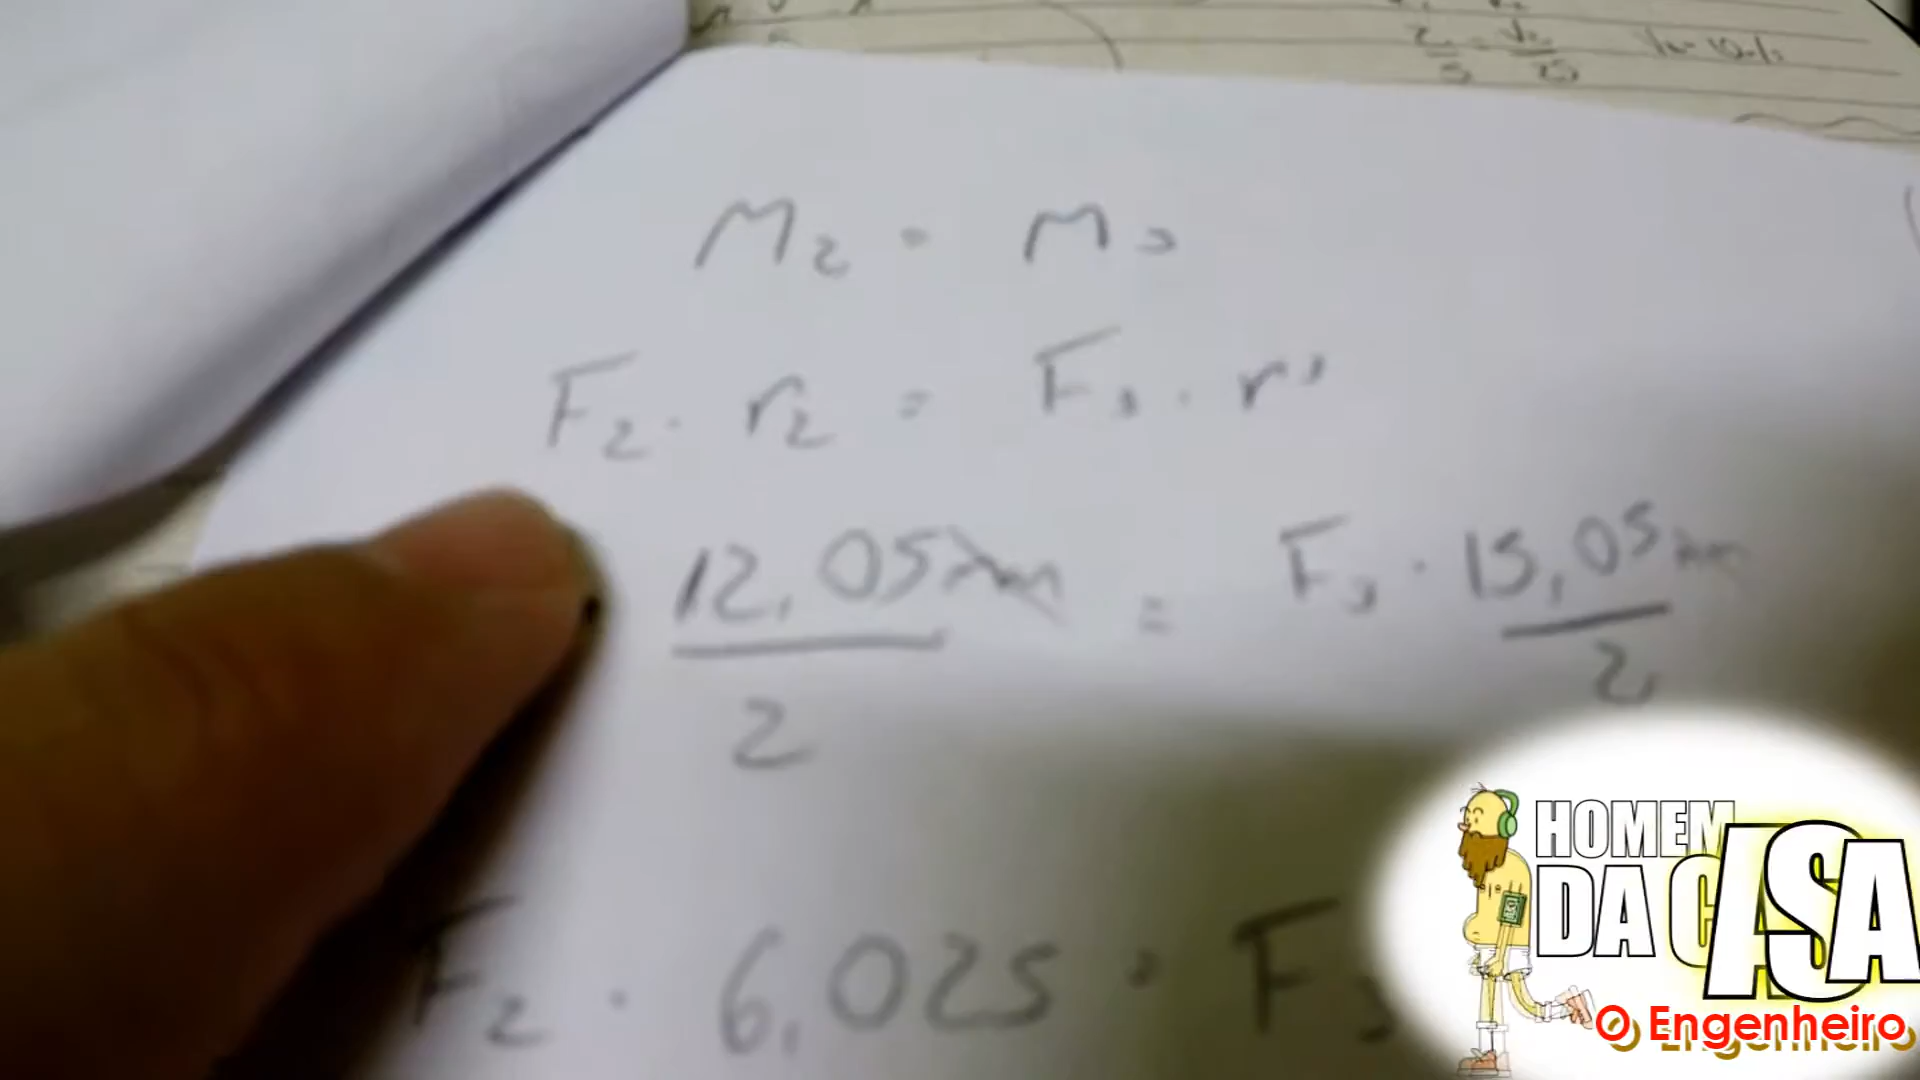 M2 = M3
F2 . r2 = F3 . r3
12,05mm / 2 = F3 . 15,05mm / 2
F2 . 6,025 = F3
HOMEM
DA CASA
ISA
O Engenheiro